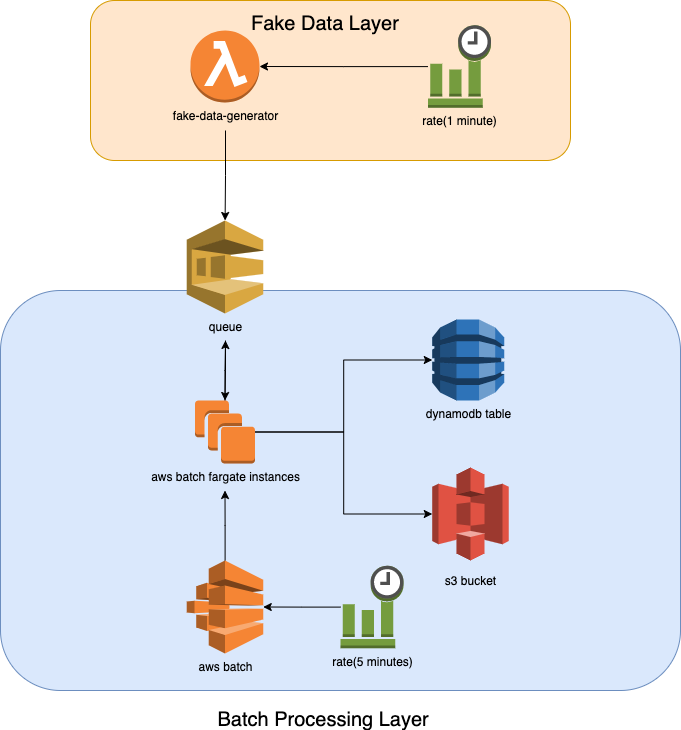 Fake Data Layer
fake-data-generator
rate(1 minute)
queue
dynamodb table
aws batch fargate instances
s3 bucket
aws batch
rate(5 minutes)
Batch Processing Layer